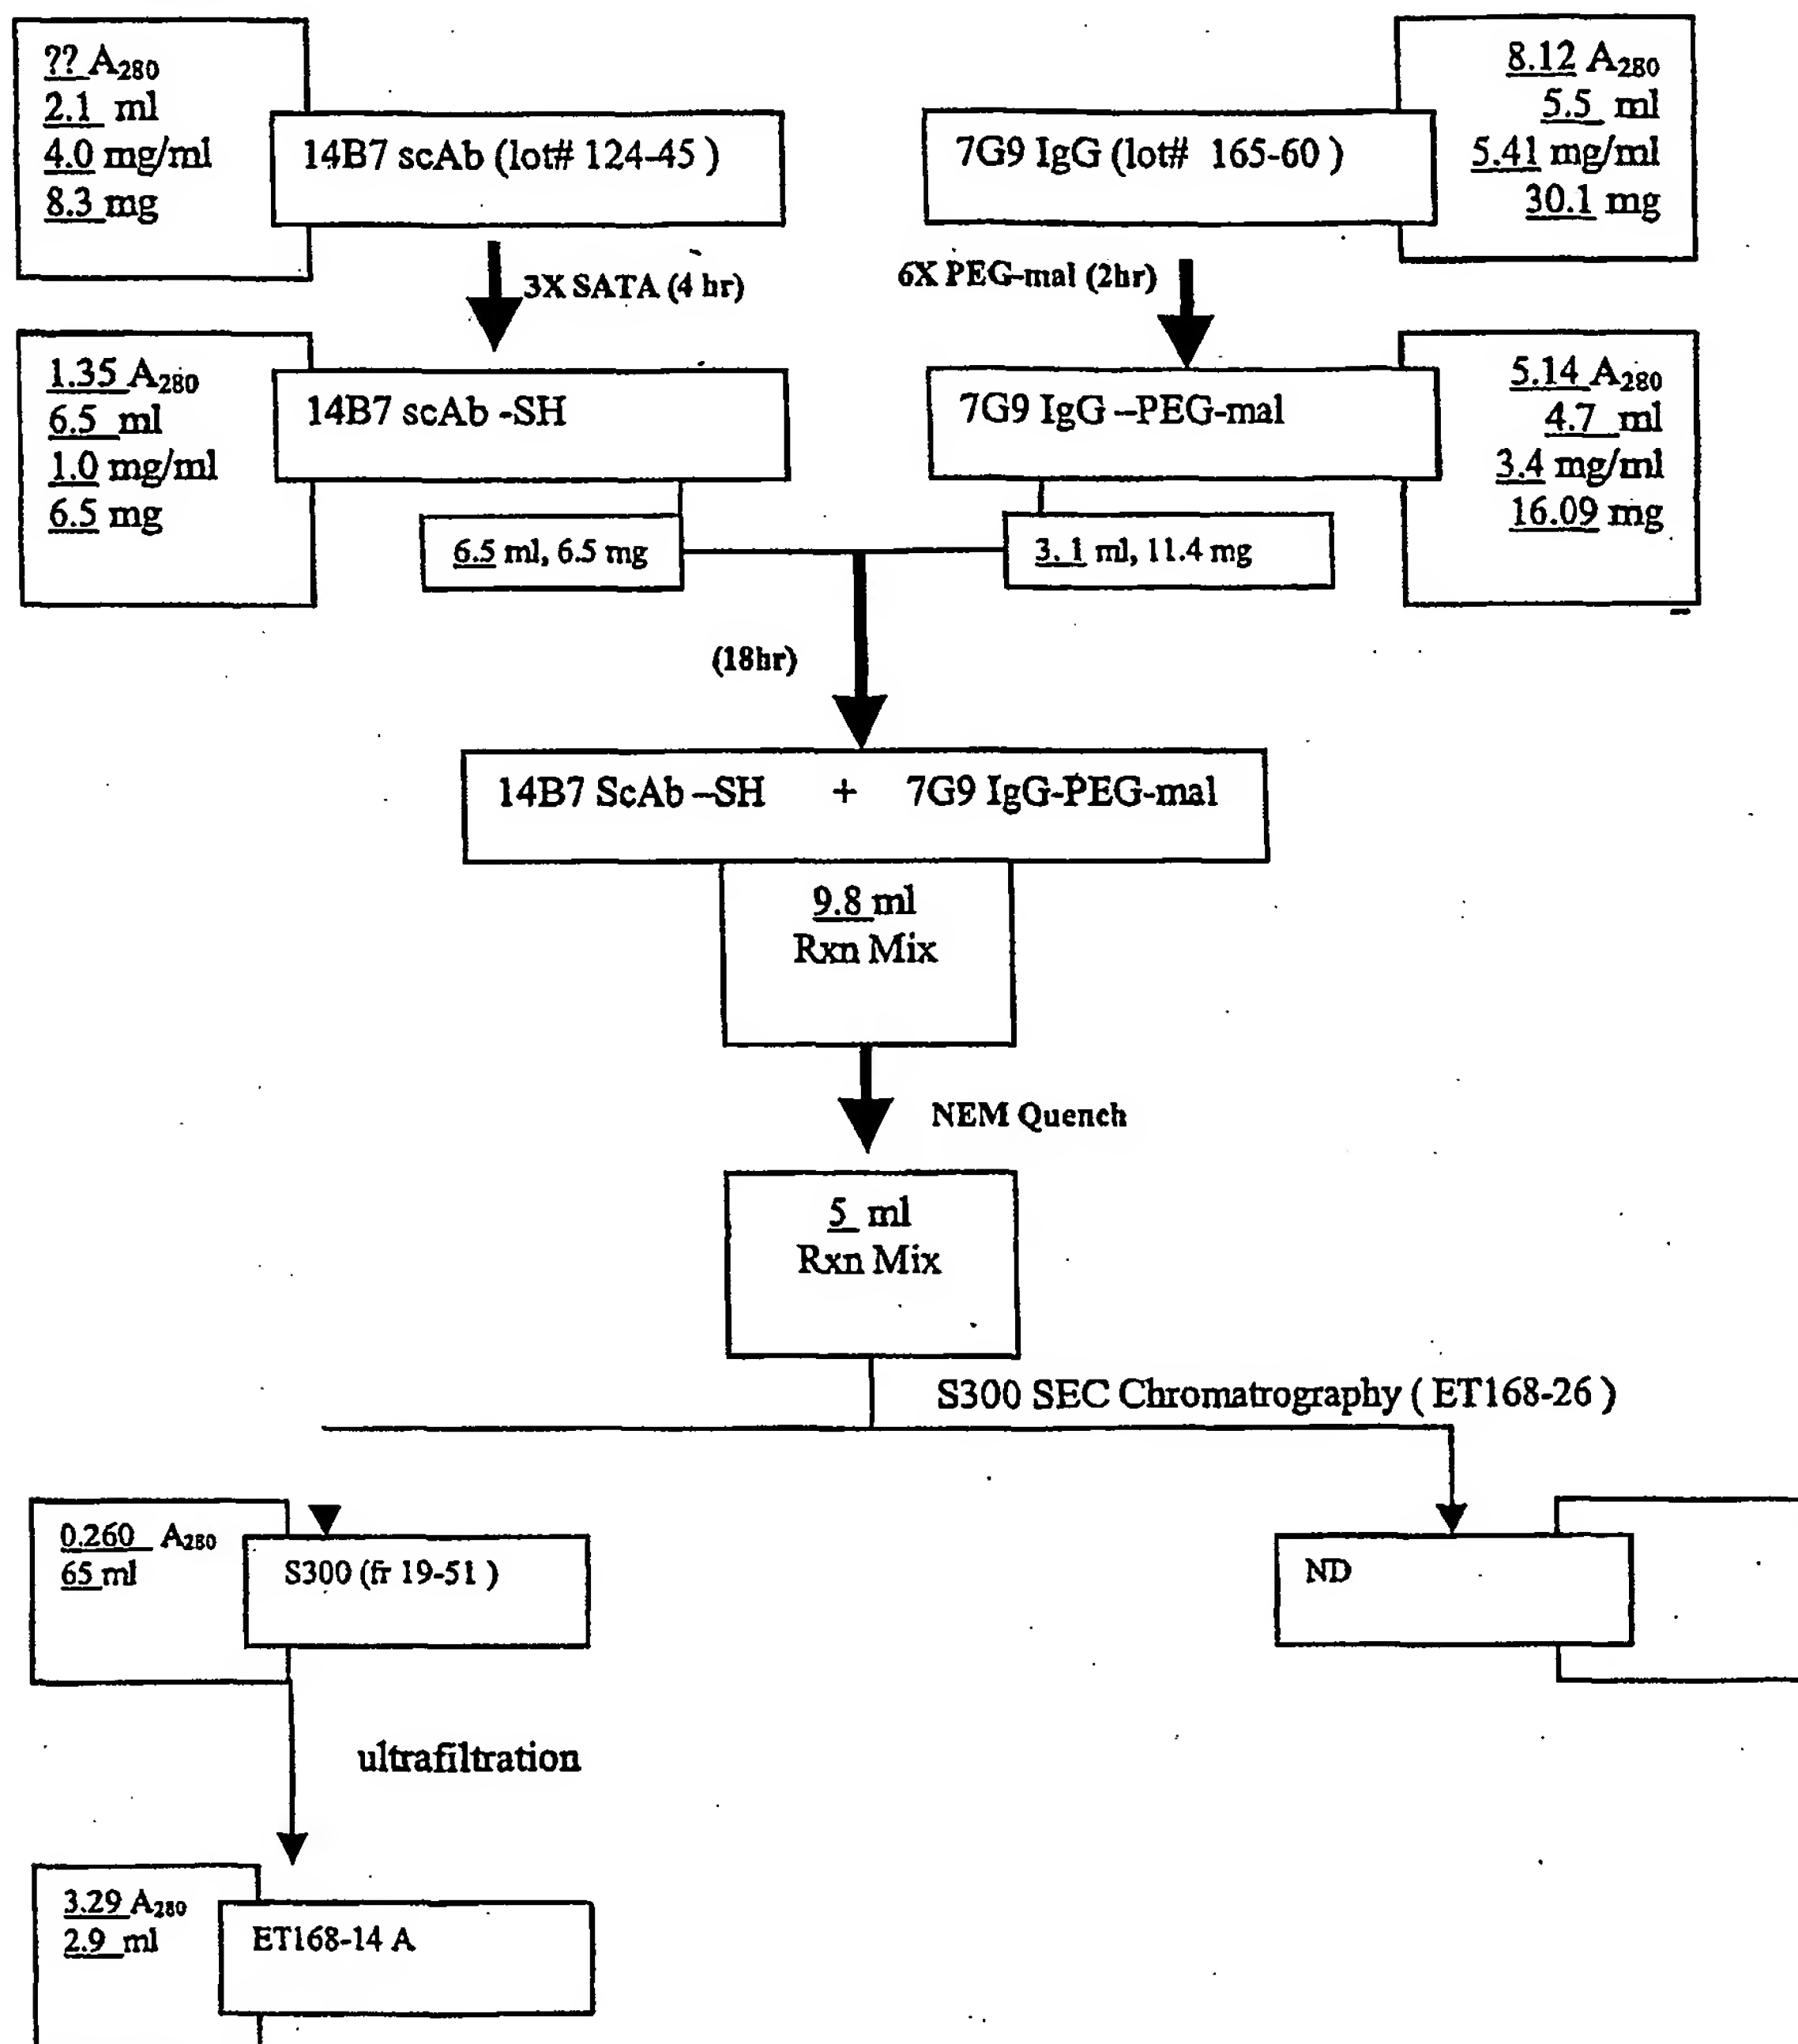 ?? A280
2.1 ml
4.0 mg/ml
8.3 mg
14B7 scAb (lot# 124-45 )
7G9 IgG (lot# 165-60 )
8.12 A280
5.5 ml
5.41 mg/ml
30.1 mg
3X SATA (4 hr)
6X PEG-mal (2hr)
1.35 A280
6.5 ml
1.0 mg/ml
6.5 mg
14B7 scAb -SH
7G9 IgG –PEG-mal
5.14 A280
4.7 ml
3.4 mg/ml
16.09 mg
6.5 ml, 6.5 mg
3. 1 ml, 11.4 mg
(18hr)
14B7 ScAb –SH + 7G9 IgG-PEG-mal
9.8 ml
Rxn Mix
NEM Quench
5 ml
Rxn Mix
S300 SEC Chromatrography ( ET168-26 )
0.260 A280
65 ml
S300 (fr 19-51 )
ND
ultrafiltration
3.29 A280
2.9 ml
ET168-14 A